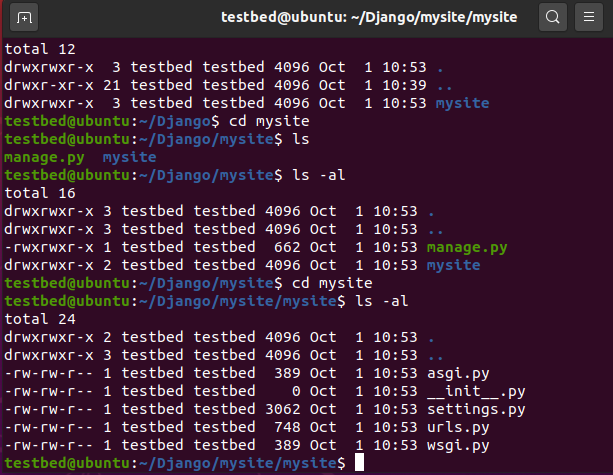 testbed@ubuntu: ~/Django/mysite/mysite
total 12
drwxrwxr-x  3 testbed testbed 4096 Oct  1 10:53 .
drwxr-xr-x 21 testbed testbed 4096 Oct  1 10:39 ..
drwxrwxr-x  3 testbed testbed 4096 Oct  1 10:53 mysite
testbed@ubuntu:~/Django$ cd mysite
testbed@ubuntu:~/Django/mysite$ ls
manage.py  mysite
testbed@ubuntu:~/Django/mysite$ ls -al
total 16
drwxrwxr-x 3 testbed testbed 4096 Oct  1 10:53 .
drwxrwxr-x 3 testbed testbed 4096 Oct  1 10:53 ..
-rwxrwxr-x 1 testbed testbed  662 Oct  1 10:53 manage.py
drwxrwxr-x 2 testbed testbed 4096 Oct  1 10:53 mysite
testbed@ubuntu:~/Django/mysite$ cd mysite
testbed@ubuntu:~/Django/mysite/mysite$ ls -al
total 24
drwxrwxr-x 2 testbed testbed 4096 Oct  1 10:53 .
drwxrwxr-x 3 testbed testbed 4096 Oct  1 10:53 ..
-rw-rw-r-- 1 testbed testbed  389 Oct  1 10:53 asgi.py
-rw-rw-r-- 1 testbed testbed    0 Oct  1 10:53 __init__.py
-rw-rw-r-- 1 testbed testbed 3062 Oct  1 10:53 settings.py
-rw-rw-r-- 1 testbed testbed  748 Oct  1 10:53 urls.py
-rw-rw-r-- 1 testbed testbed  389 Oct  1 10:53 wsgi.py
testbed@ubuntu:~/Django/mysite/mysite$